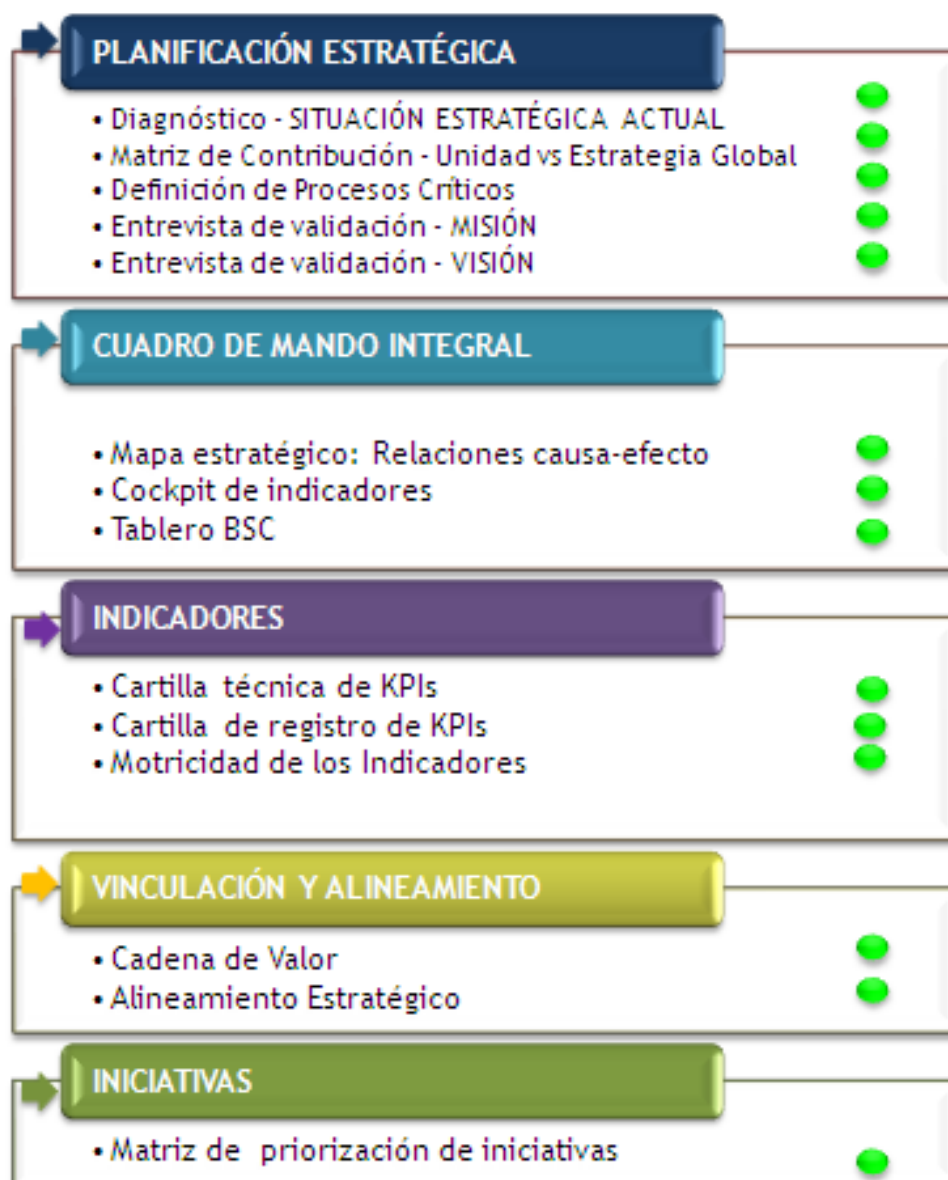 PLANIFICACIÓN ESTRATÉGICA
• Diagnóstico - SITUACIÓN ESTRATÉGICA ACTUAL
• Matriz de Contribución - Unidad vs Estrategia Global
• Definición de Procesos Críticos
• Entrevista de validación - MISIÓN
• Entrevista de validación - VISIÓN
CUADRO DE MANDO INTEGRAL
• Mapa estratégico: Relaciones causa-efecto
• Cockpit de indicadores
• Tablero BSC
INDICADORES
• Cartilla técnica de KPIs
• Cartilla de registro de KPIs
• Motricidad de los Indicadores
VINCULACIÓN Y ALINEAMIENTO
• Cadena de Valor
• Alineamiento Estratégico
INICIATIVAS
• Matriz de priorización de iniciativas